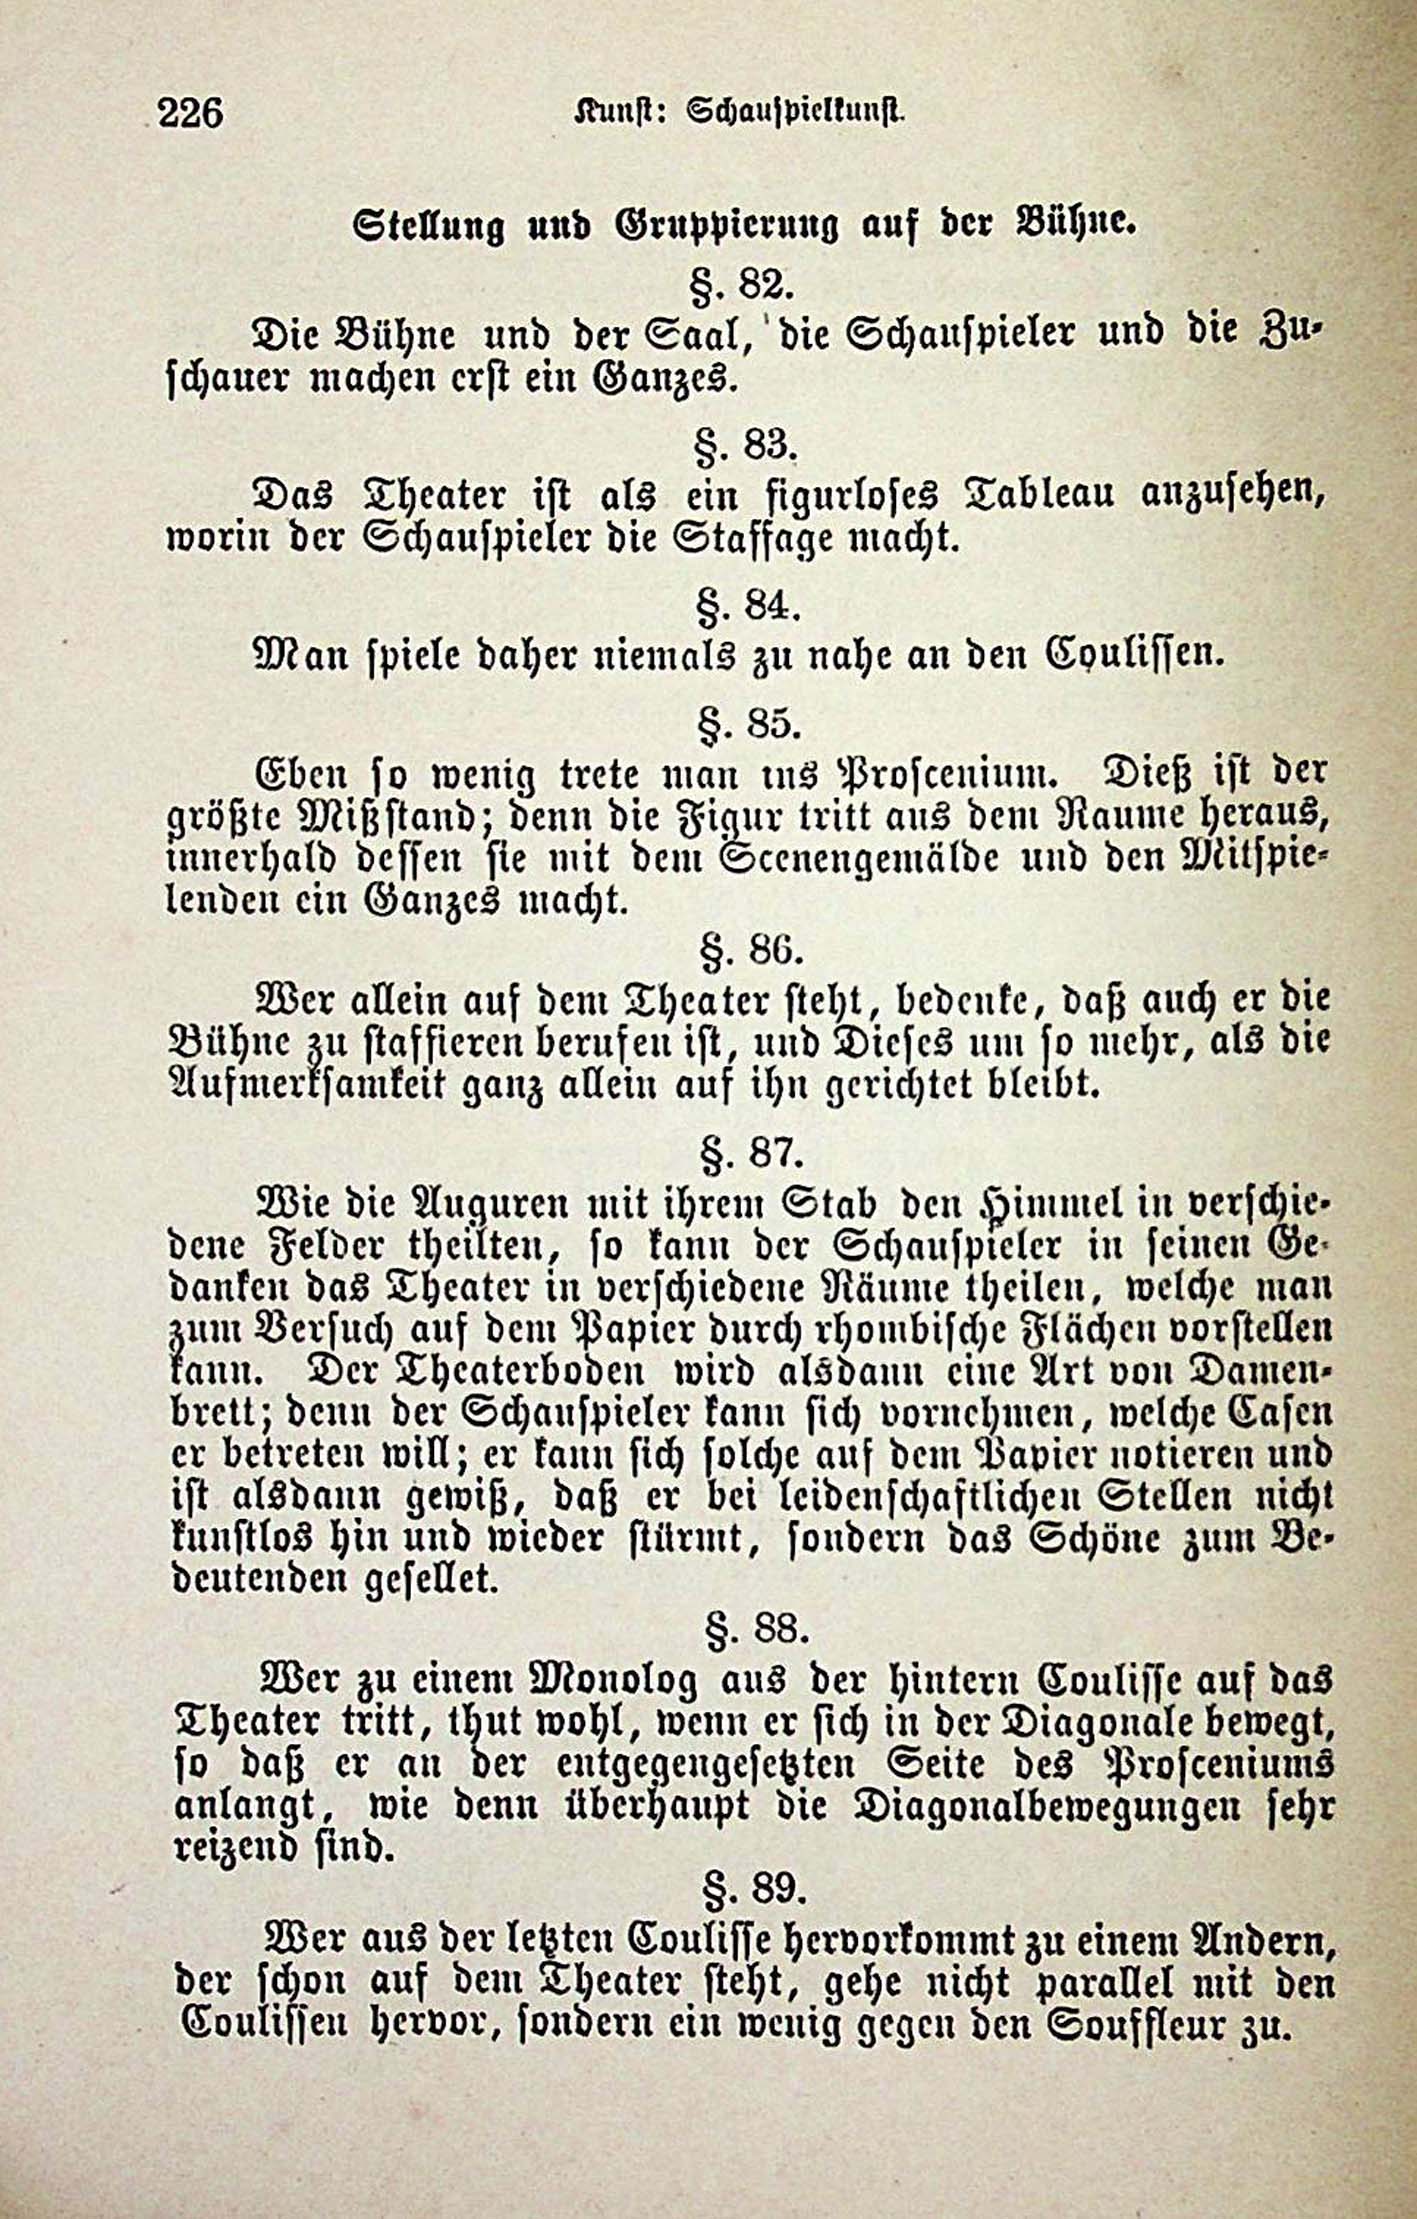 226
Kunst: Schauspielkunst.
Stellung und Gruppierung auf der Bühne.
§. 82.
Die Bühne und der Saal, die Schauspieler und die Zu-
schauer machen erst ein Ganzes.
§. 83.
Das Theater ist als ein figurloses Tableau anzusehen,
worin der Schauspieler die Staffage macht.
§. 84.
Man spiele daher niemals zu nahe an den Coulissen.
§. 85.
Eben so wenig trete man ins Proscenium. Dieß ist der
größte Mißstand; denn die Figur tritt aus dem Raume heraus,
innerhald dessen sie mit dem Scenengemälde und den Mitspie-
lenden ein Ganzes macht.
§. 86.
Wer allein auf dem Theater steht, bedenke, daß auch er die
Bühne zu staffieren berufen ist, und Dieses um so mehr, als die
Aufmerksamkeit ganz allein auf ihn gerichtet bleibt.
§. 87.
Wie die Auguren mit ihrem Stab den Himmel in verschie-
dene Felder theilten, so kann der Schauspieler in seinen Ge-
danken das Theater in verschiedene Räume theilen, welche man
zum Versuch auf dem Papier durch rhombische Flächen vorstellen
kann. Der Theaterboden wird alsdann eine Art von Damen-
brett; denn der Schauspieler kann sich vornehmen, welche Casen
er betreten will; er kann sich solche auf dem Papier notieren und
ist alsdann gewiß, daß er bei leidenschaftlichen Stellen nicht
kunstlos hin und wieder stürmt, sondern das Schöne zum Be-
deutenden gesellet.
§. 88.
Wer zu einem Monolog aus der hintern Coulisse auf das
Theater tritt, thut wohl, wenn er sich in der Diagonale bewegt,
so daß er an der entgegengesetzten Seite des Prosceniums
anlangt, wie denn überhaupt die Diagonalbewegungen sehr
reizend sind.
§. 89.
Wer aus der letzten Coulisse hervorkommt zu einem Andern,
der schon auf dem Theater steht, gehe nicht parallel mit den
Coulissen hervor, sondern ein wenig gegen den Souffleur zu.